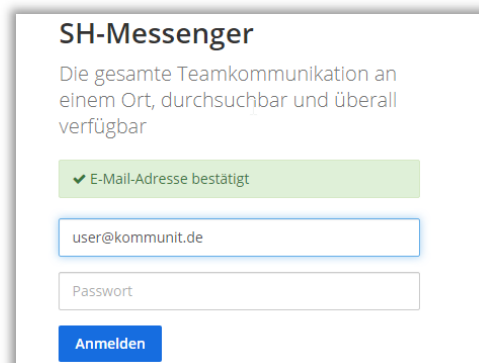 SH-Messenger
Die gesamte Teamkommunikation an
einem Ort, durchsuchbar und überall
verfügbar
✔ E-Mail-Adresse bestätigt
user@kommunit.de
Passwort
Anmelden